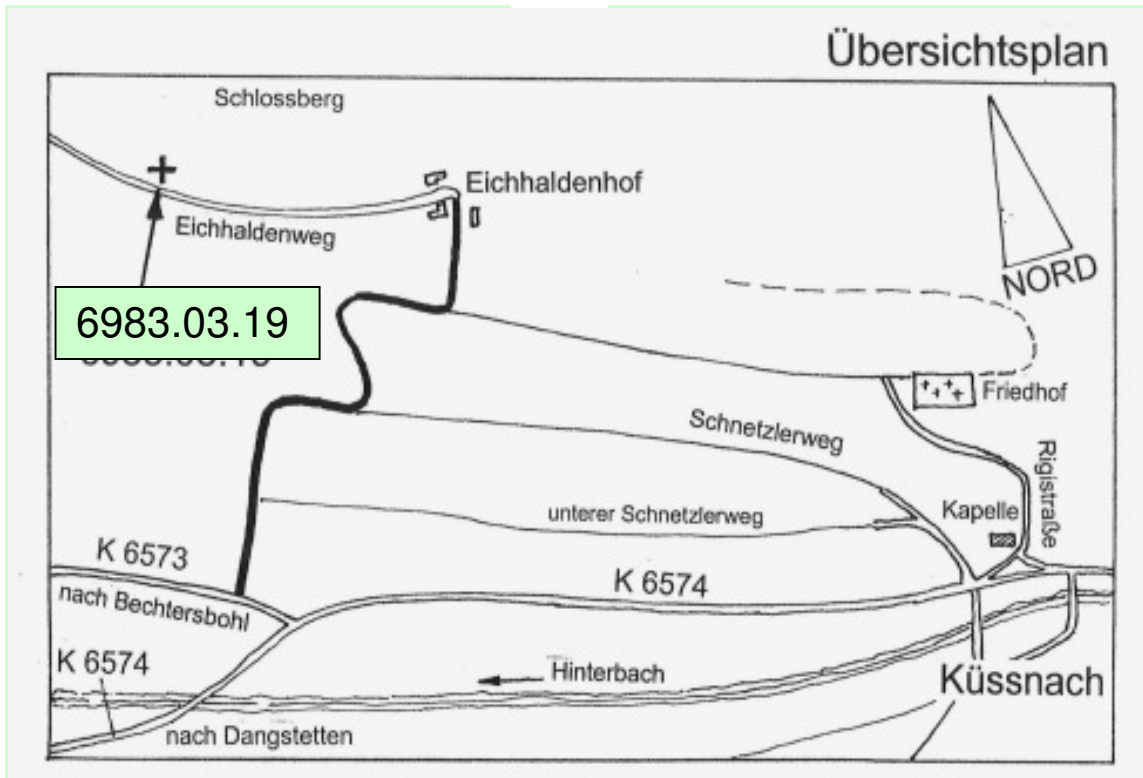 Übersichtsplan
Schlossberg
Eichhaldenhof
Eichhaldenweg
NORD
6983.03.19
Friedhof
Schnetzlerweg
Rigistraße
Kapelle
unterer Schnetzlerweg
K 6573
K 6574
nach Bechtersbohl
K 6574
Hinterbach
Küssnach
nach Dangstetten